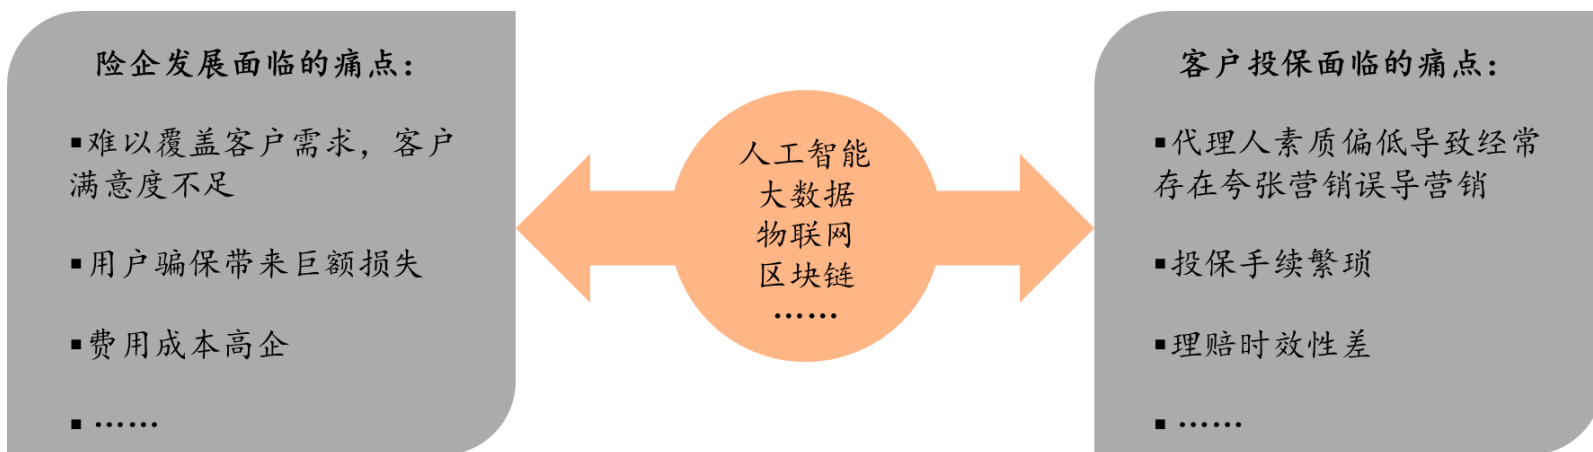 险企发展面临的痛点：
▪难以覆盖客户需求，客户
满意度不足
▪用户骗保带来巨额损失
▪费用成本高企
▪……
人工智能
大数据
物联网
区块链
……
客户投保面临的痛点：
▪代理人素质偏低导致经常
存在夸张营销误导营销
▪投保手续繁琐
▪理赔时效性差
▪……